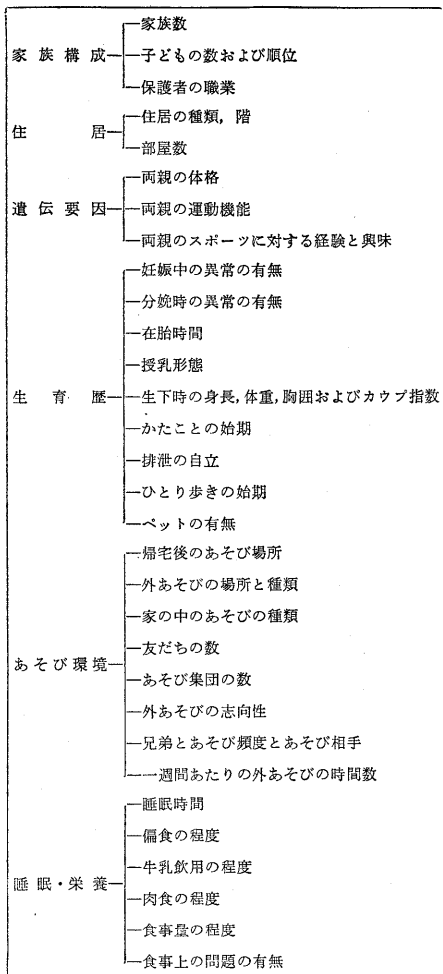 家族構成
家族数
子どもの数および順位
保護者の職業
住居
住居の種類，階
部屋数
遺伝要因
両親の体格
両親の運動機能
両親のスポーツに対する経験と興味
生育歴
妊娠中の異常の有無
分娩時の異常の有無
在胎時間
授乳形態
生下時の身長，体重，胸囲およびカウプ指数
かたことの始期
排泄の自立
ひとり歩きの始期
ペットの有無
あそび環境
帰宅後のあそび場所
外あそびの場所と種類
家の中のあそびの種類
友だちの数
あそび集団の数
外あそびの志向性
兄弟とあそび頻度とあそび相手
一週間あたりの外あそびの時間数
睡眠・栄養
睡眠時間
偏食の程度
牛乳飲用の程度
肉食の程度
食事量の程度
食事上の問題の有無